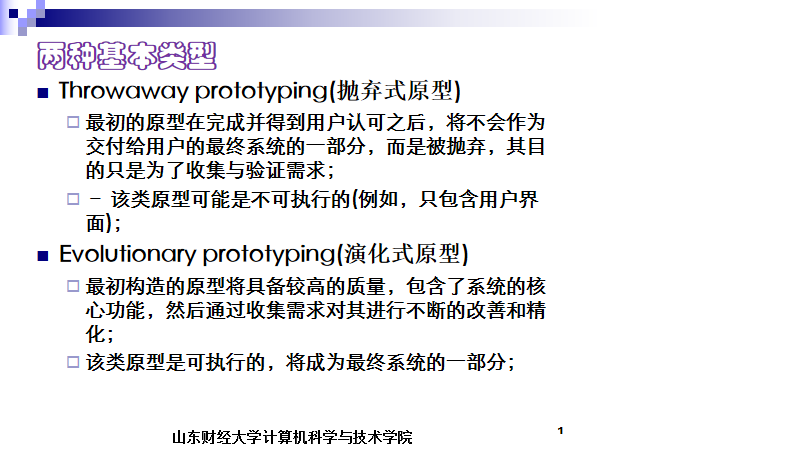 两种基本类型
Throwaway prototyping(抛弃式原型)
最初的原型在完成并得到用户认可之后，将不会作为
交付给用户的最终系统的一部分，而是被抛弃，其目
的只是为了收集与验证需求；
– 该类原型可能是不可执行的(例如，只包含用户界
面)；
Evolutionary prototyping(演化式原型)
最初构造的原型将具备较高的质量，包含了系统的核
心功能，然后通过收集需求对其进行不断的改善和精
化；
该类原型是可执行的，将成为最终系统的一部分；
山东财经大学计算机科学与技术学院
1